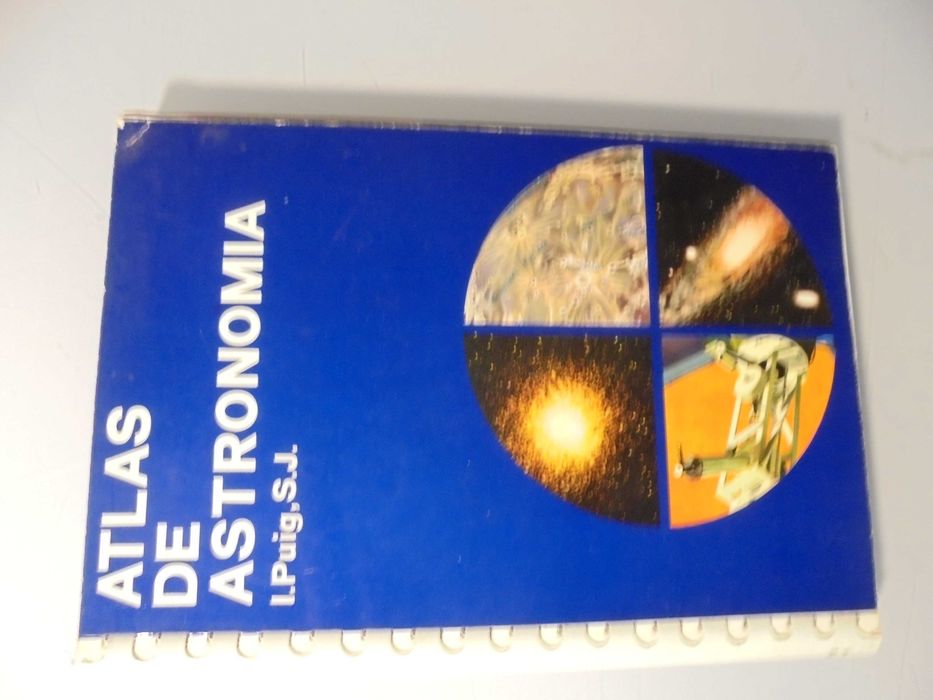 ATLAS
DE
ASTRONOMIA
I.Puig,S.J.